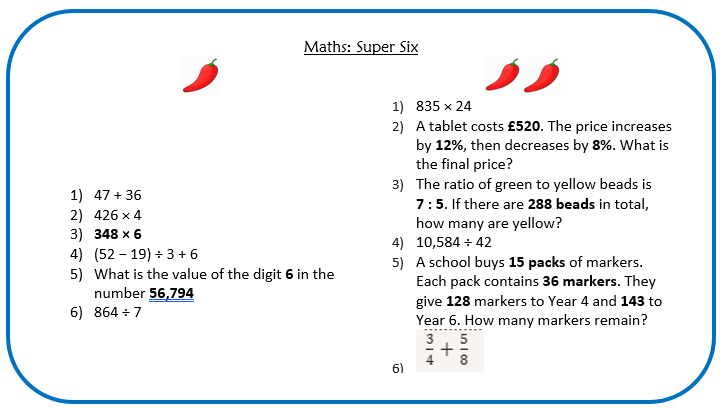 Maths: Super Six
1) 47 + 36
2) 426 × 4
3) 348 × 6
4) (52 – 19) ÷ 3 + 6
5) What is the value of the digit 6 in the
number 56,794
6) 864 ÷ 7
1) 835 × 24
2) A tablet costs £520. The price increases
by 12%, then decreases by 8%. What is
the final price?
3) The ratio of green to yellow beads is
7 : 5. If there are 288 beads in total,
how many are yellow?
4) 10,584 ÷ 42
5) A school buys 15 packs of markers.
Each pack contains 36 markers. They
give 128 markers to Year 4 and 143 to
Year 6. How many markers remain?
6) 3/4 + 5/8